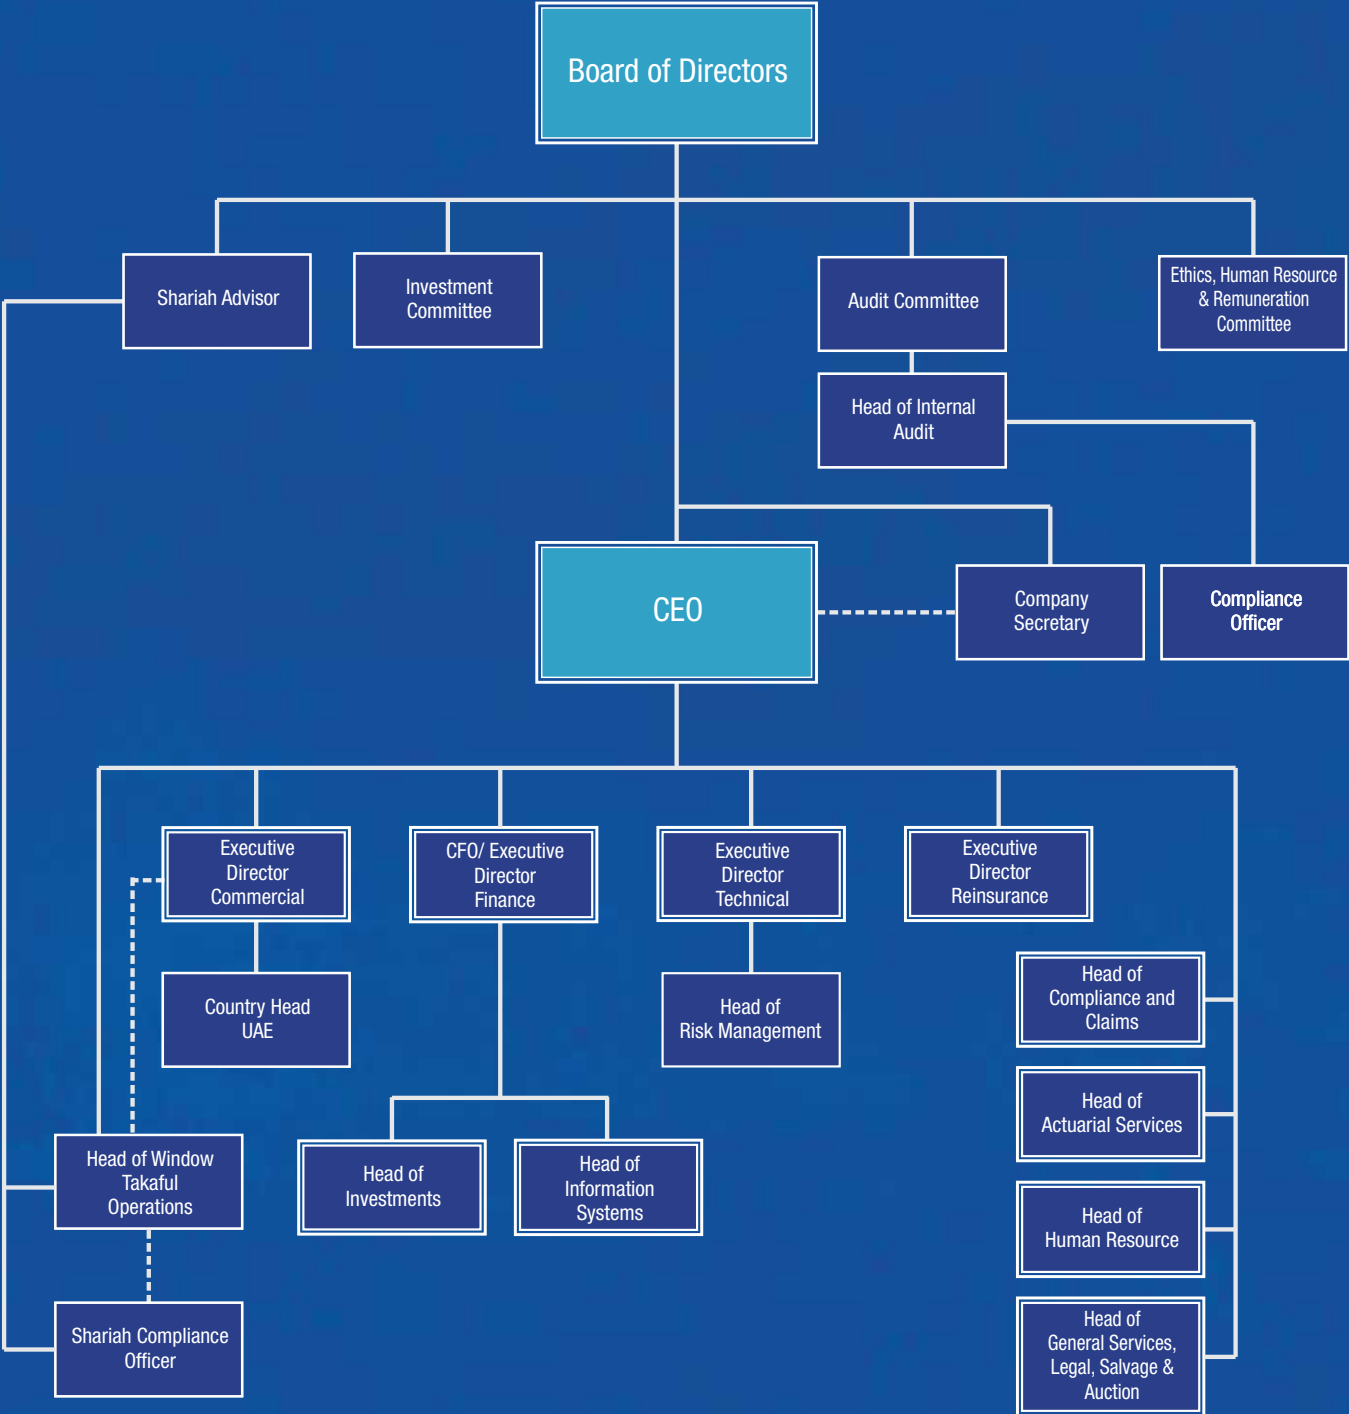 Board of Directors
Shariah Advisor
Investment
Committee
Audit Committee
Ethics, Human Resource
& Remuneration
Committee
Head of Internal
Audit
CEO
Company
Secretary
Compliance
Officer
Executive
Director
Commercial
CFO/ Executive
Director
Finance
Executive
Director
Technical
Executive
Director
Reinsurance
Country Head
UAE
Head of
Risk Management
Head of
Compliance and
Claims
Head of
Actuarial Services
Head of Window
Takaful
Operations
Head of
Investments
Head of
Information
Systems
Head of
Human Resource
Shariah Compliance
Officer
Head of
General Services,
Legal, Salvage &
Auction